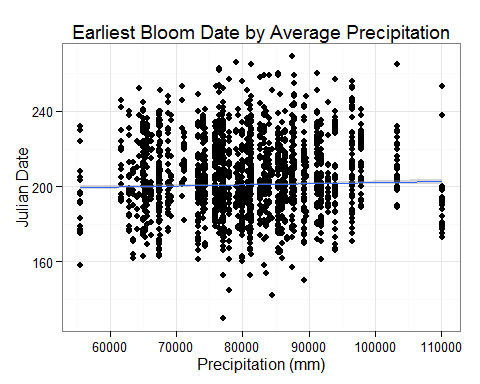 Earliest Bloom Date by Average Precipitation
Julian Date
240
200
160
60000 70000 80000 90000 100000 110000
Precipitation (mm)